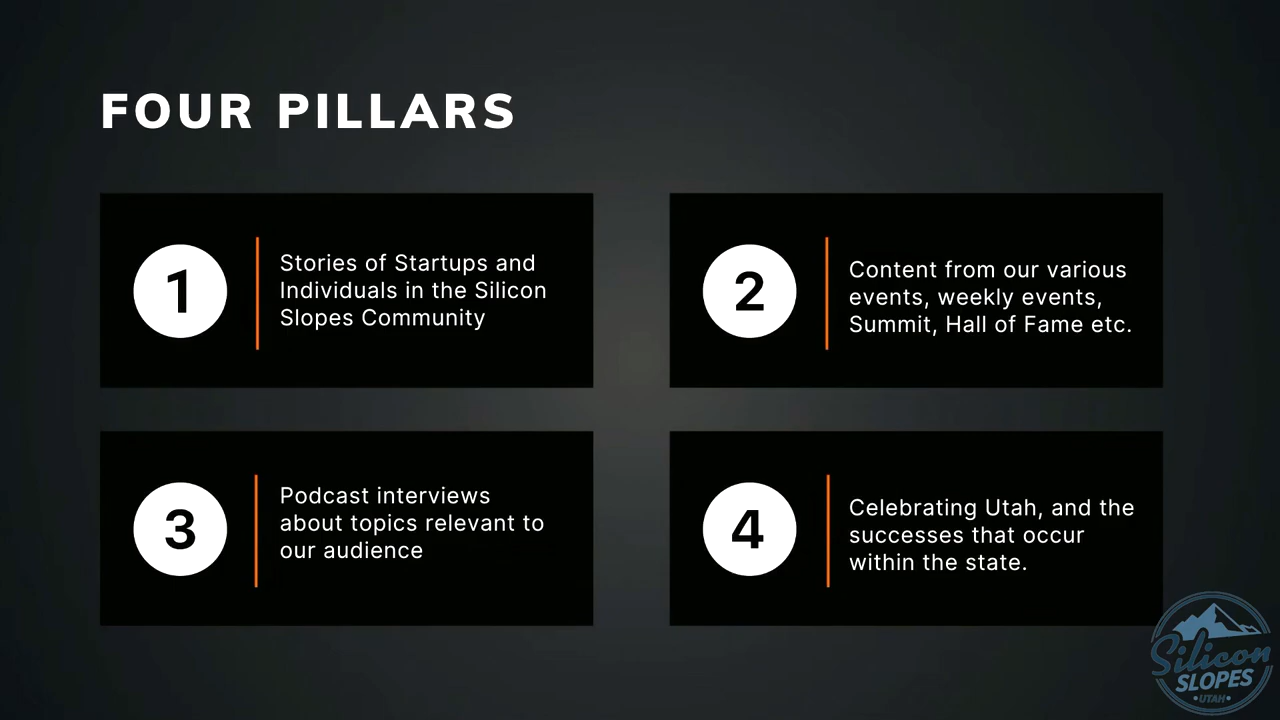 FOUR PILLARS
1
Stories of Startups and
Individuals in the Silicon
Slopes Community
2
Content from our various
events, weekly events,
Summit, Hall of Fame etc.
3
Podcast interviews
about topics relevant to
our audience
4
Celebrating Utah, and the
successes that occur
within the state.
Silicon
SLOPES
•UTAH•